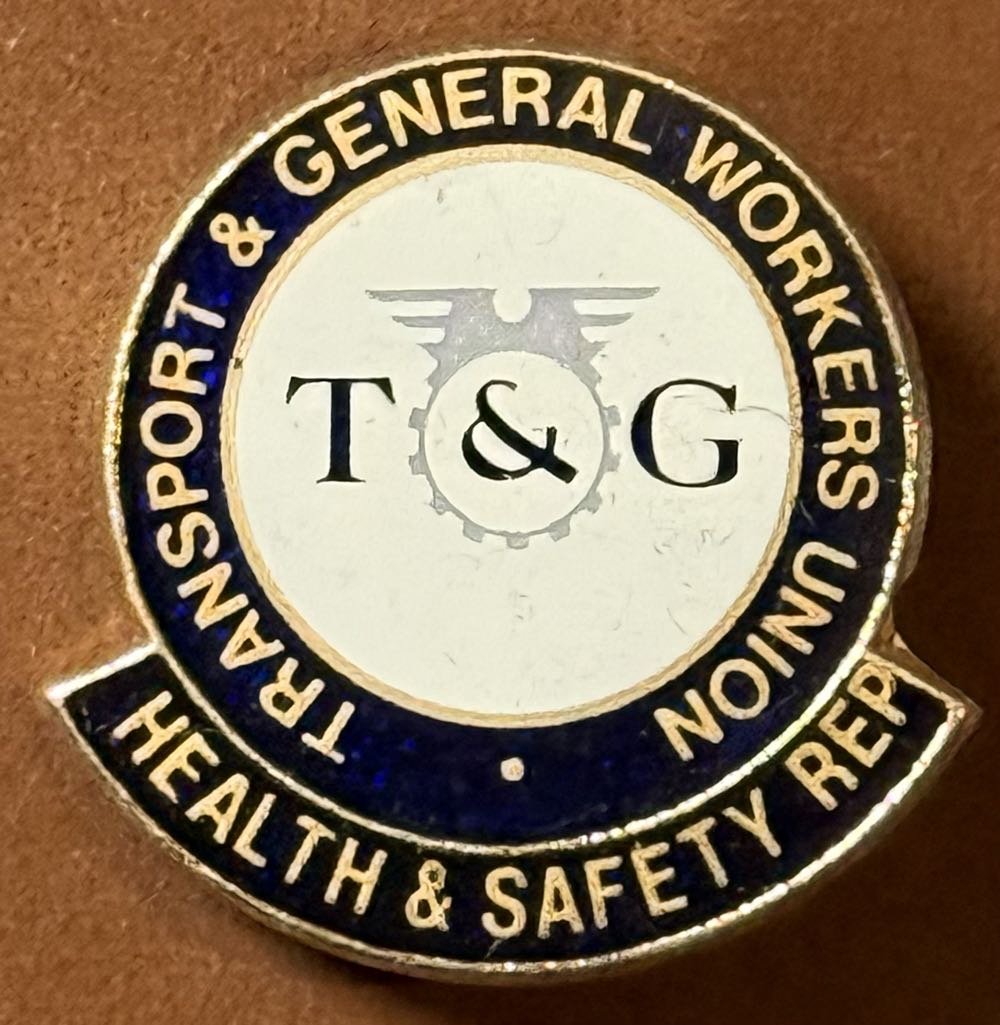 TRANSPORT & GENERAL WORKERS UNION
T & G
HEALTH & SAFETY REP